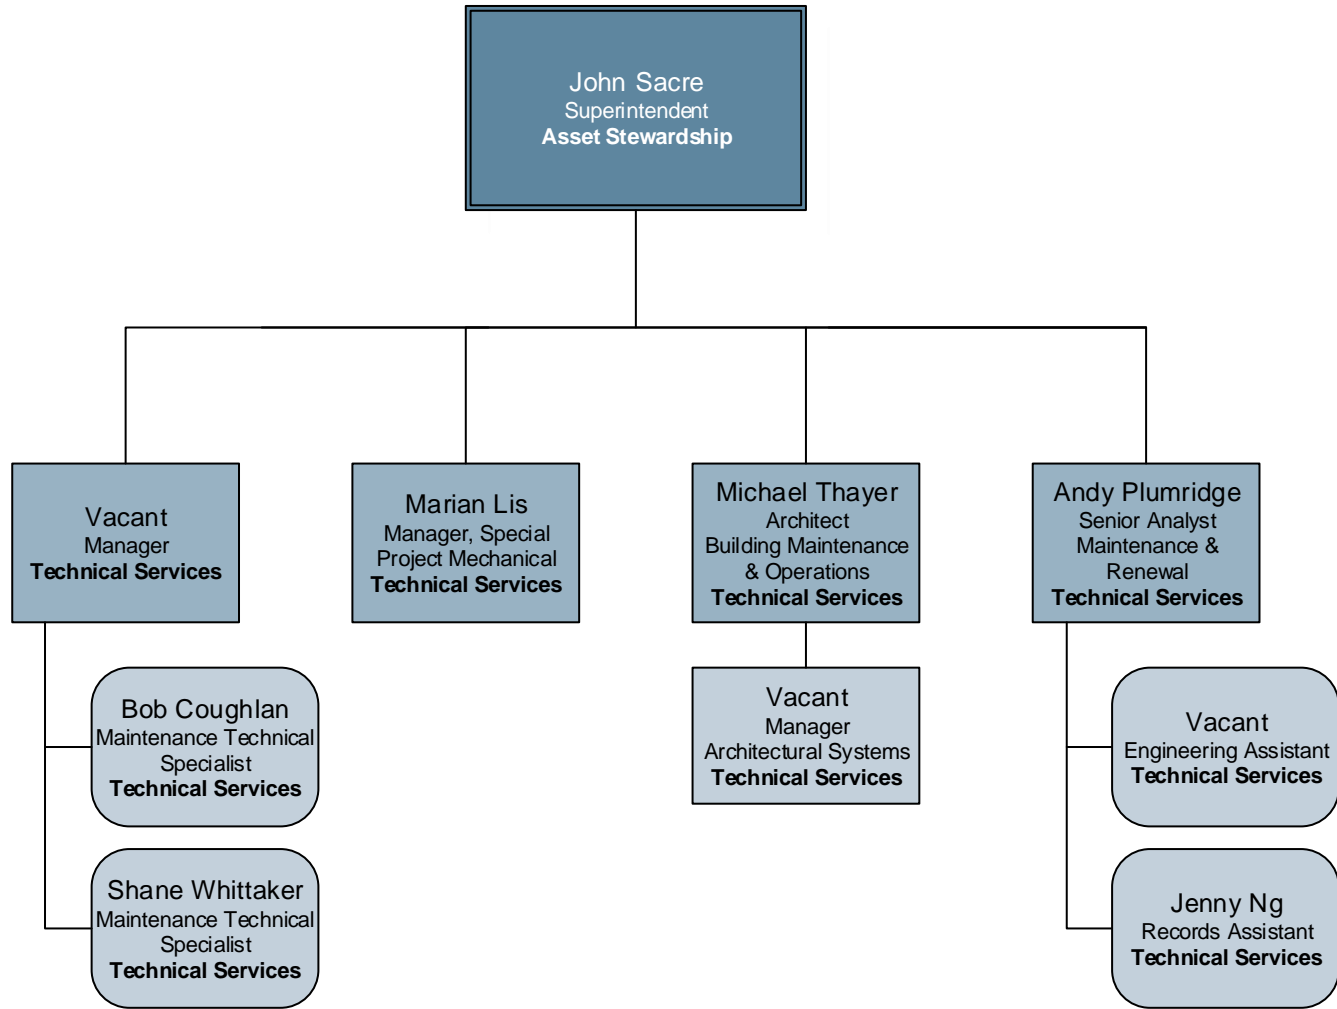 John Sacre
Superintendent
Asset Stewardship
Vacant
Manager
Technical Services
Marian Lis
Manager, Special
Project Mechanical
Technical Services
Michael Thayer
Architect
Building Maintenance
& Operations
Technical Services
Andy Plumridge
Senior Analyst
Maintenance &
Renewal
Technical Services
Bob Coughlan
Maintenance Technical
Specialist
Technical Services
Vacant
Manager
Architectural Systems
Technical Services
Vacant
Engineering Assistant
Technical Services
Shane Whittaker
Maintenance Technical
Specialist
Technical Services
Jenny Ng
Records Assistant
Technical Services